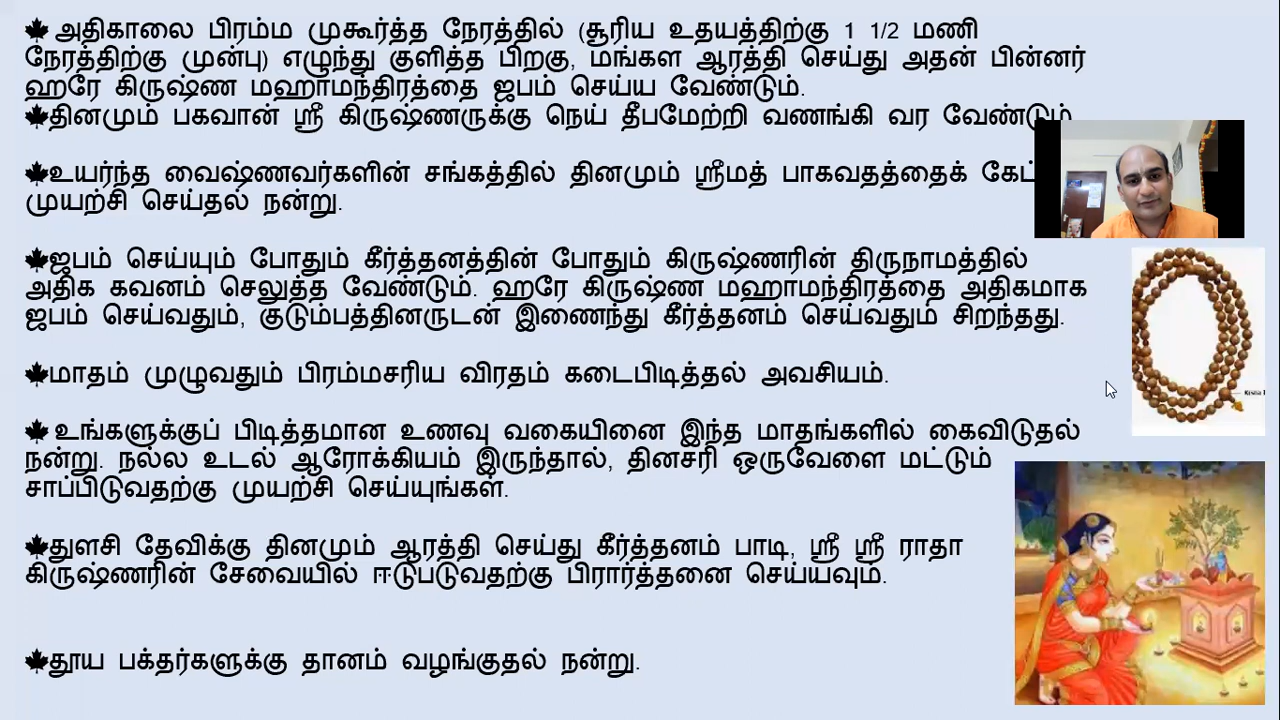 அதிகாலை பிரம்ம முகூர்த்த நேரத்தில் (சூரிய உதயத்திற்கு 1 1/2 மணி
நேரத்திற்கு முன்பு) எழுந்து குளித்த பிறகு, மங்கள ஆரத்தி செய்து அதன் பின்னர்
ஹரே கிருஷ்ண மஹாமந்திரத்தை ஜபம் செய்ய வேண்டும்.
தினமும் பகவான் ஸ்ரீ கிருஷ்ணருக்கு நெய் தீபமேற்றி வணங்கி வர வேண்டும்
உயர்ந்த வைஷ்ணவர்களின் சங்கத்தில் தினமும் ஸ்ரீமத் பாகவதத்தைக்
முயற்சி செய்தல் நன்று.
ஜபம் செய்யும் போதும் கீர்த்தனத்தின் போதும் கிருஷ்ணரின் திருநாமத்தில்
அதிக கவனம் செலுத்த வேண்டும். ஹரே கிருஷ்ண மஹாமந்திரத்தை அதிகமாக
ஜபம் செய்வதும், குடும்பத்தினருடன் இணைந்து கீர்த்தனம் செய்வதும் சிறந்தது.
மாதம் முழுவதும் பிரம்மசரிய விரதம் கடைபிடித்தல் அவசியம்.
உங்களுக்குப் பிடித்தமான உணவு வகையினை இந்த மாதங்களில் கைவிடுதல்
நன்று. நல்ல உடல் ஆரோக்கியம் இருந்தால், தினசரி ஒருவேளை மட்டும்
சாப்பிடுவதற்கு முயற்சி செய்யுங்கள்.
துளசி தேவிக்கு தினமும் ஆரத்தி செய்து கீர்த்தனம் பாடி, ஸ்ரீ ஸ்ரீ ராதா
கிருஷ்ணரின் சேவையில் ஈடுபடுவதற்கு பிரார்த்தனை செய்யவும்.
தூய பக்தர்களுக்கு தானம் வழங்குதல் நன்று.